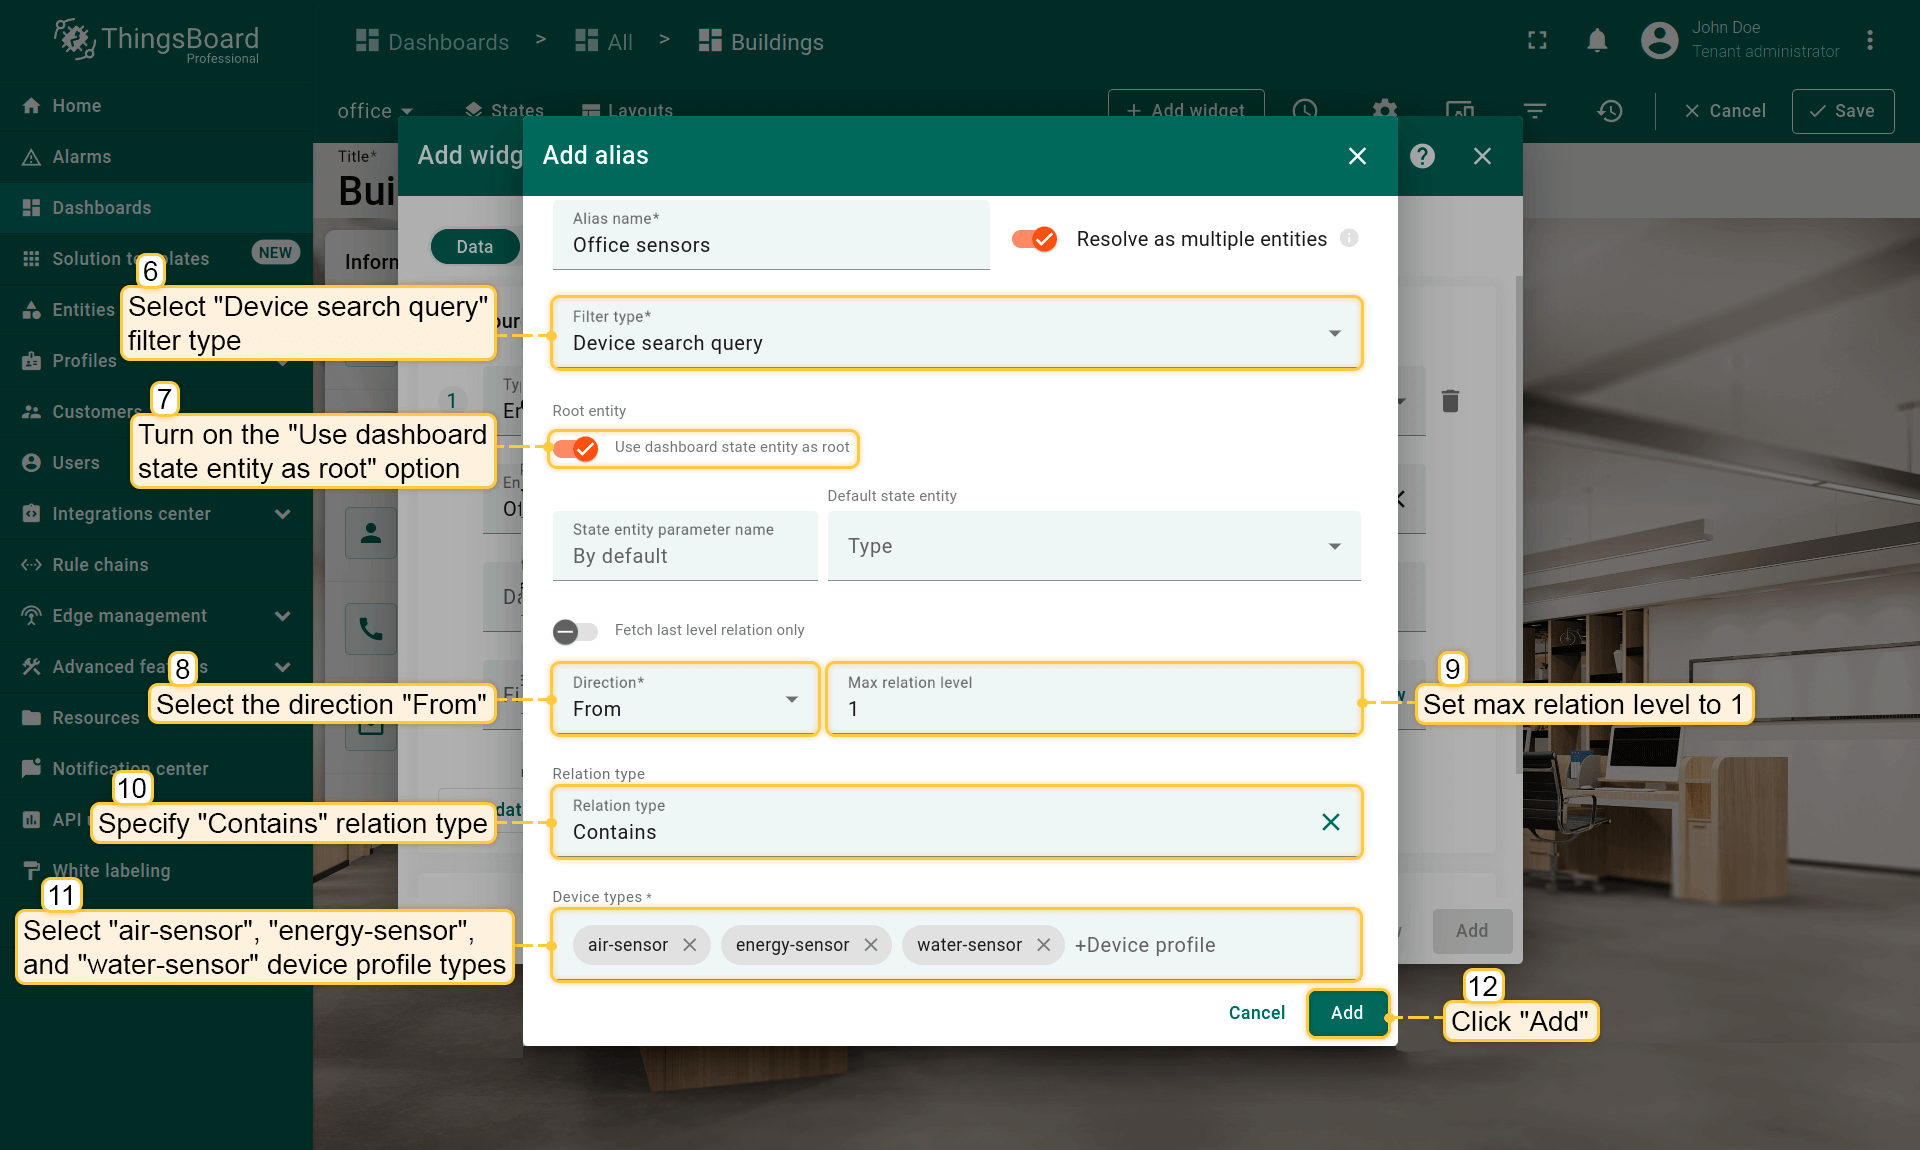 ThingsBoard
Professional
Dashboards > All > Buildings
John Doe
Tenant administrator
Home
Alarms
Dashboards
Solution templates NEW
Entities
Profiles
Customers
Users
Integrations center
Rule chains
Edge management
Advanced features
Resources
Notification center
API
White labeling
office
States
Layouts
+ Add widget
Cancel
Save
Title*
Data
Add alias
Alias name*
Office sensors
Resolve as multiple entities
6
Select "Device search query"
filter type
Filter type*
Device search query
1
7
Turn on the "Use dashboard
state entity as root" option
Root entity
Use dashboard state entity as root
Default state entity
State entity parameter name
By default
Type
Fetch last level relation only
8
Select the direction "From"
Direction*
From
Max relation level
1
9
Set max relation level to 1
10
Specify "Contains" relation type
Relation type
Relation type
Contains
11
Select "air-sensor", "energy-sensor",
and "water-sensor" device profile types
Device types *
air-sensor
energy-sensor
water-sensor
+Device profile
Add
Cancel
Add
12
Click "Add"